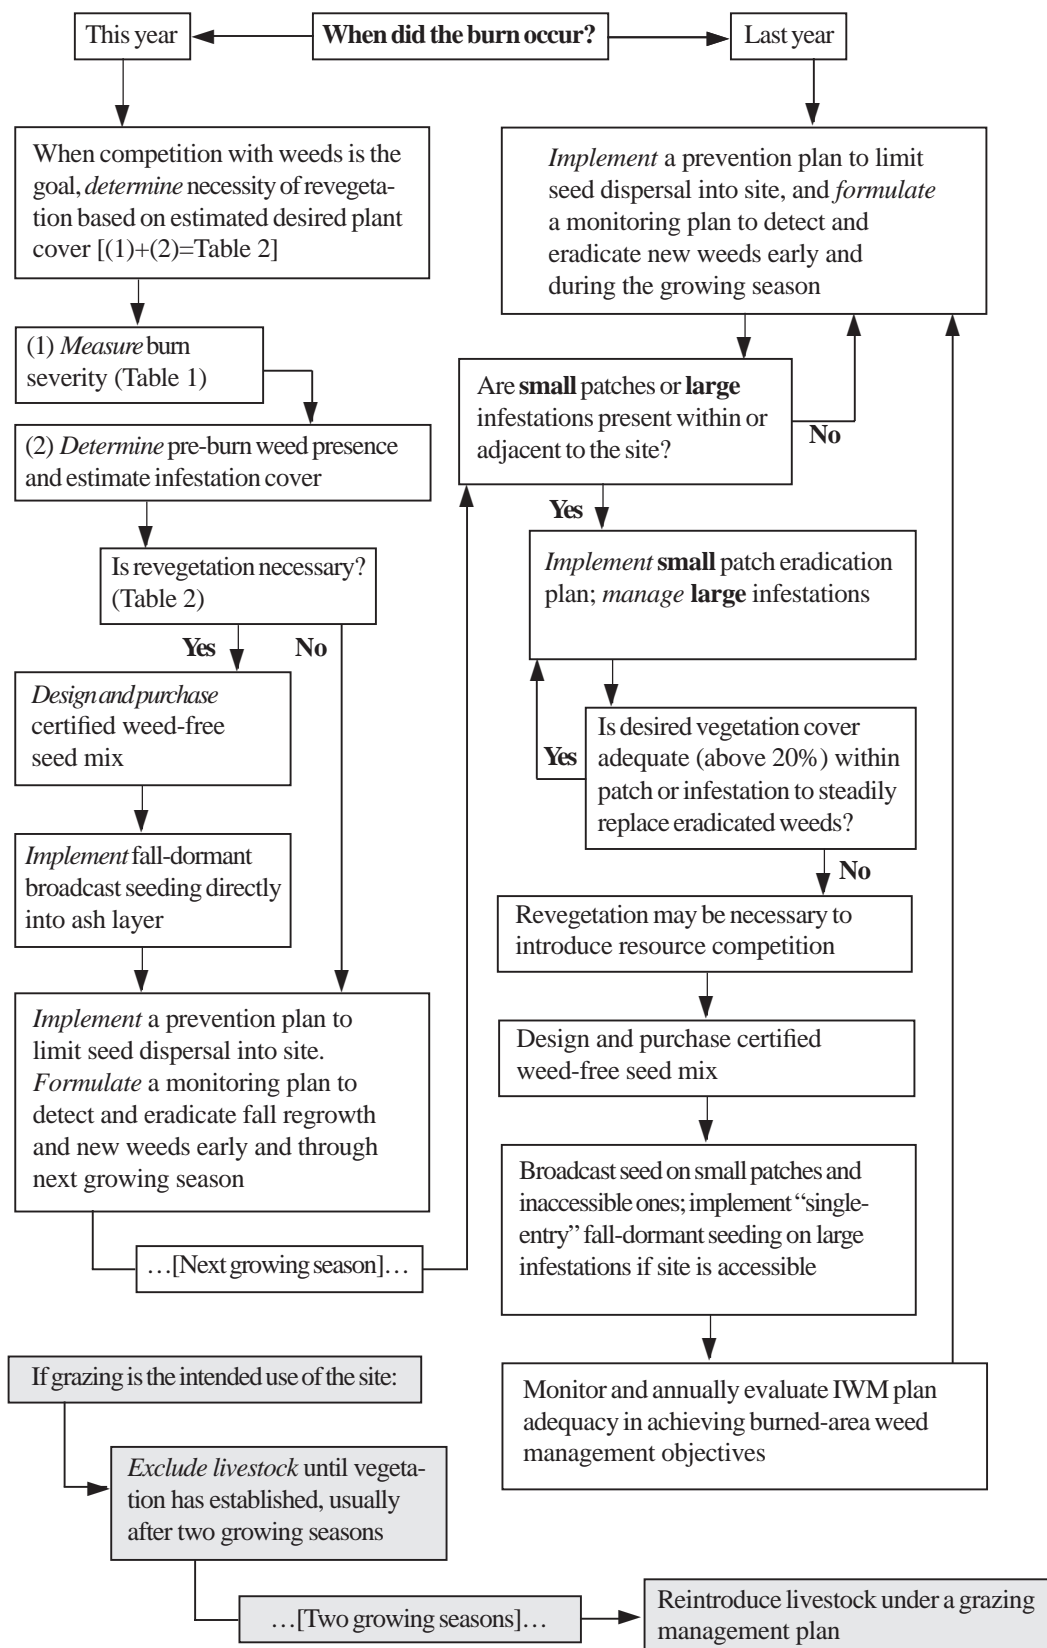 This year
When did the burn occur?
Last year
When competition with weeds is the
goal, determine necessity of revegeta-
tion based on estimated desired plant
cover [(1)+(2)=Table 2]
(1) Measure burn
severity (Table 1)
(2) Determine pre-burn weed presence
and estimate infestation cover
Is revegetation necessary?
(Table 2)
Yes
No
Design and purchase
certified weed-free
seed mix
Implement fall-dormant
broadcast seeding directly
into ash layer
Implement a prevention plan to
limit seed dispersal into site.
Formulate a monitoring plan to
detect and eradicate fall regrowth
and new weeds early and through
next growing season
…[Next growing season]…
Implement a prevention plan to limit
seed dispersal into site, and formulate
a monitoring plan to detect and
eradicate new weeds early and
during the growing season
Are small patches or large
infestations present within or
adjacent to the site?
No
Yes
Implement small patch eradication
plan; manage large infestations
Is desired vegetation cover
adequate (above 20%) within
patch or infestation to steadily
replace eradicated weeds?
Yes
No
Revegetation may be necessary to
introduce resource competition
Design and purchase certified
weed-free seed mix
Broadcast seed on small patches and
inaccessible ones; implement “single-
entry” fall-dormant seeding on large
infestations if site is accessible
Monitor and annually evaluate IWM plan
adequacy in achieving burned-area weed
management objectives
If grazing is the intended use of the site:
Exclude livestock until vegeta-
tion has established, usually
after two growing seasons
…[Two growing seasons]…
Reintroduce livestock under a grazing
management plan